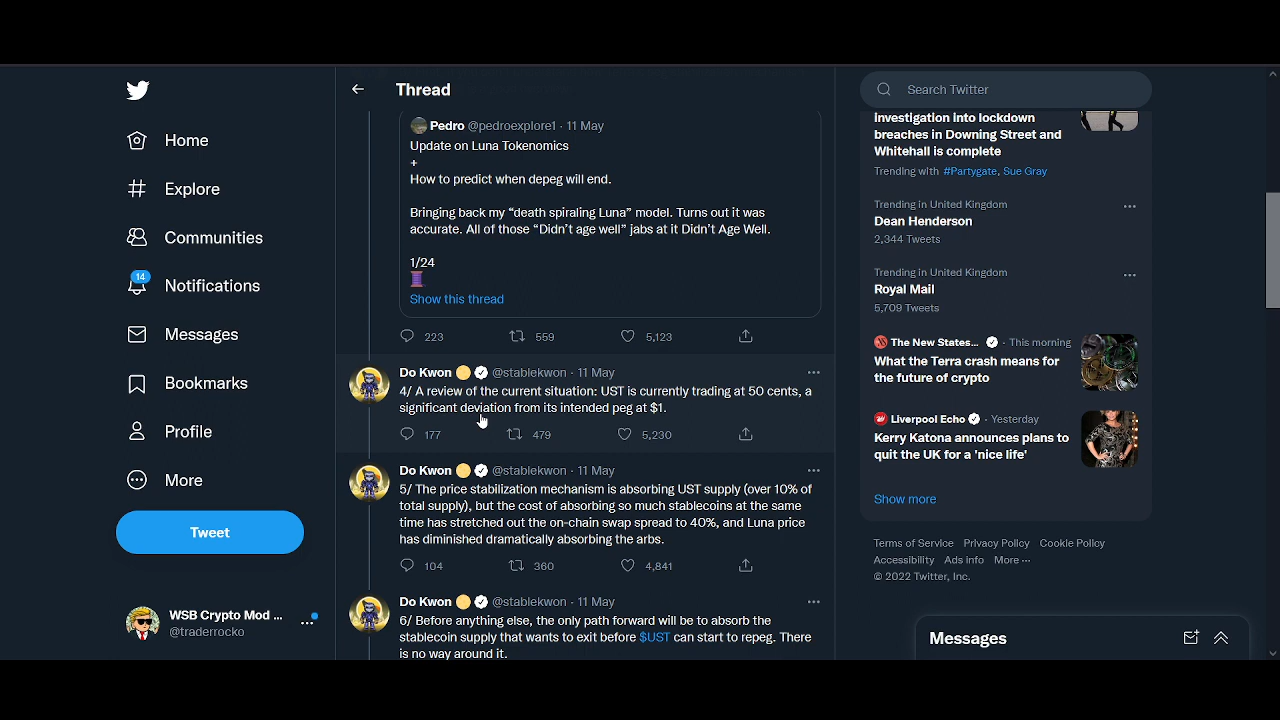 Home
Explore
Communities
14
Notifications
Messages
Bookmarks
Profile
More
Tweet
WSB Crypto Mod ...
@traderrocko
Thread
Pedro @pedroexplore1 · 11 May
Update on Luna Tokenomics
+
How to predict when depeg will end.
Bringing back my “death spiraling Luna” model. Turns out it was
accurate. All of those “Didn’t age well” jabs at it Didn’t Age Well.
1/24
Show this thread
223 559 5,123
Do Kwon @stablekwon · 11 May
4/ A review of the current situation: UST is currently trading at 50 cents, a
significant deviation from its intended peg at $1.
177 479 5,230
Do Kwon @stablekwon · 11 May
5/ The price stabilization mechanism is absorbing UST supply (over 10% of
total supply), but the cost of absorbing so much stablecoins at the same
time has stretched out the on-chain swap spread to 40%, and Luna price
has diminished dramatically absorbing the arbs.
104 360 4,841
Do Kwon @stablekwon · 11 May
6/ Before anything else, the only path forward will be to absorb the
stablecoin supply that wants to exit before $UST can start to repeg. There
is no way around it.
Search Twitter
Investigation into lockdown
breaches in Downing Street and
Whitehall is complete
Trending with #Partygate, Sue Gray
Trending in United Kingdom
Dean Henderson
2,344 Tweets
Trending in United Kingdom
Royal Mail
5,709 Tweets
The New States... · This morning
What the Terra crash means for
the future of crypto
Liverpool Echo · Yesterday
Kerry Katona announces plans to
quit the UK for a 'nice life'
Show more
Terms of Service Privacy Policy Cookie Policy
Accessibility Ads info More ···
© 2022 Twitter, Inc.
Messages